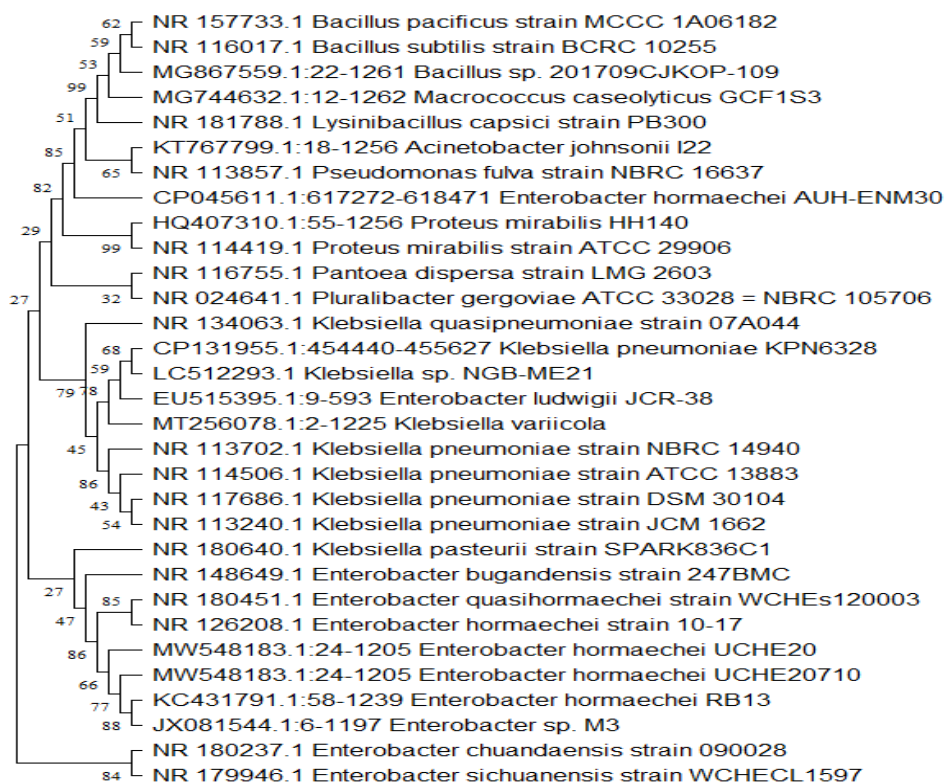 62 NR 157733.1 Bacillus pacificus strain MCCC 1A06182
59 NR 116017.1 Bacillus subtilis strain BCRC 10255
53 MG867559.1:22-1261 Bacillus sp. 201709CJKOP-109
99 MG744632.1:12-1262 Macrococcus caseolyticus GCF1S3
51 NR 181788.1 Lysinibacillus capsici strain PB300
85 KT767799.1:18-1256 Acinetobacter johnsonii I22
65 NR 113857.1 Pseudomonas fulva strain NBRC 16637
82 CP045611.1:617272-618471 Enterobacter hormaechei AUH-ENM30
HQ407310.1:55-1256 Proteus mirabilis HH140
29 99 NR 114419.1 Proteus mirabilis strain ATCC 29906
NR 116755.1 Pantoea dispersa strain LMG 2603
27 32 NR 024641.1 Pluralibacter gergoviae ATCC 33028 = NBRC 105706
NR 134063.1 Klebsiella quasipneumoniae strain 07A044
68 CP131955.1:454440-455627 Klebsiella pneumoniae KPN6328
59 LC512293.1 Klebsiella sp. NGB-ME21
79 78 EU515395.1:9-593 Enterobacter ludwigii JCR-38
MT256078.1:2-1225 Klebsiella variicola
45 NR 113702.1 Klebsiella pneumoniae strain NBRC 14940
86 NR 114506.1 Klebsiella pneumoniae strain ATCC 13883
43 NR 117686.1 Klebsiella pneumoniae strain DSM 30104
54 NR 113240.1 Klebsiella pneumoniae strain JCM 1662
NR 180640.1 Klebsiella pasteurii strain SPARK836C1
27 NR 148649.1 Enterobacter bugandensis strain 247BMC
85 NR 180451.1 Enterobacter quasihormaechei strain WCHEs120003
47 NR 126208.1 Enterobacter hormaechei strain 10-17
86 MW548183.1:24-1205 Enterobacter hormaechei UCHE20
66 MW548183.1:24-1205 Enterobacter hormaechei UCHE20710
77 KC431791.1:58-1239 Enterobacter hormaechei RB13
88 JX081544.1:6-1197 Enterobacter sp. M3
NR 180237.1 Enterobacter chuandaensis strain 090028
84 NR 179946.1 Enterobacter sichuanensis strain WCHECL1597